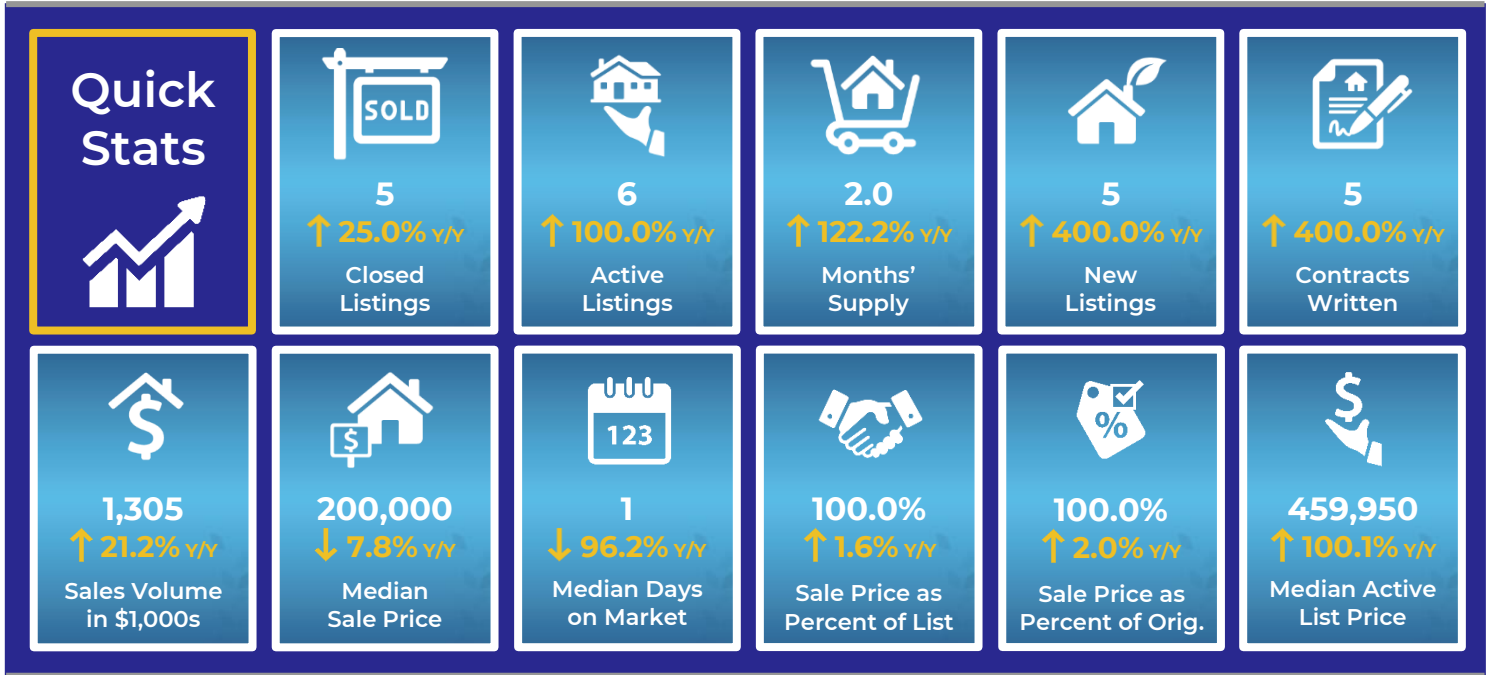 Quick
Stats
SOLD
5
↑ 25.0% Y/Y
Closed
Listings
6
↑ 100.0% Y/Y
Active
Listings
2.0
↑ 122.2% Y/Y
Months’
Supply
5
↑ 400.0% Y/Y
New
Listings
5
↑ 400.0% Y/Y
Contracts
Written
$
1,305
↑ 21.2% Y/Y
Sales Volume
in $1,000s
$
200,000
↓ 7.8% Y/Y
Median
Sale Price
123
1
↓ 96.2% Y/Y
Median Days
on Market
100.0%
↑ 1.6% Y/Y
Sale Price as
Percent of List
%
100.0%
↑ 2.0% Y/Y
Sale Price as
Percent of Orig.
$
459,950
↑ 100.1% Y/Y
Median Active
List Price